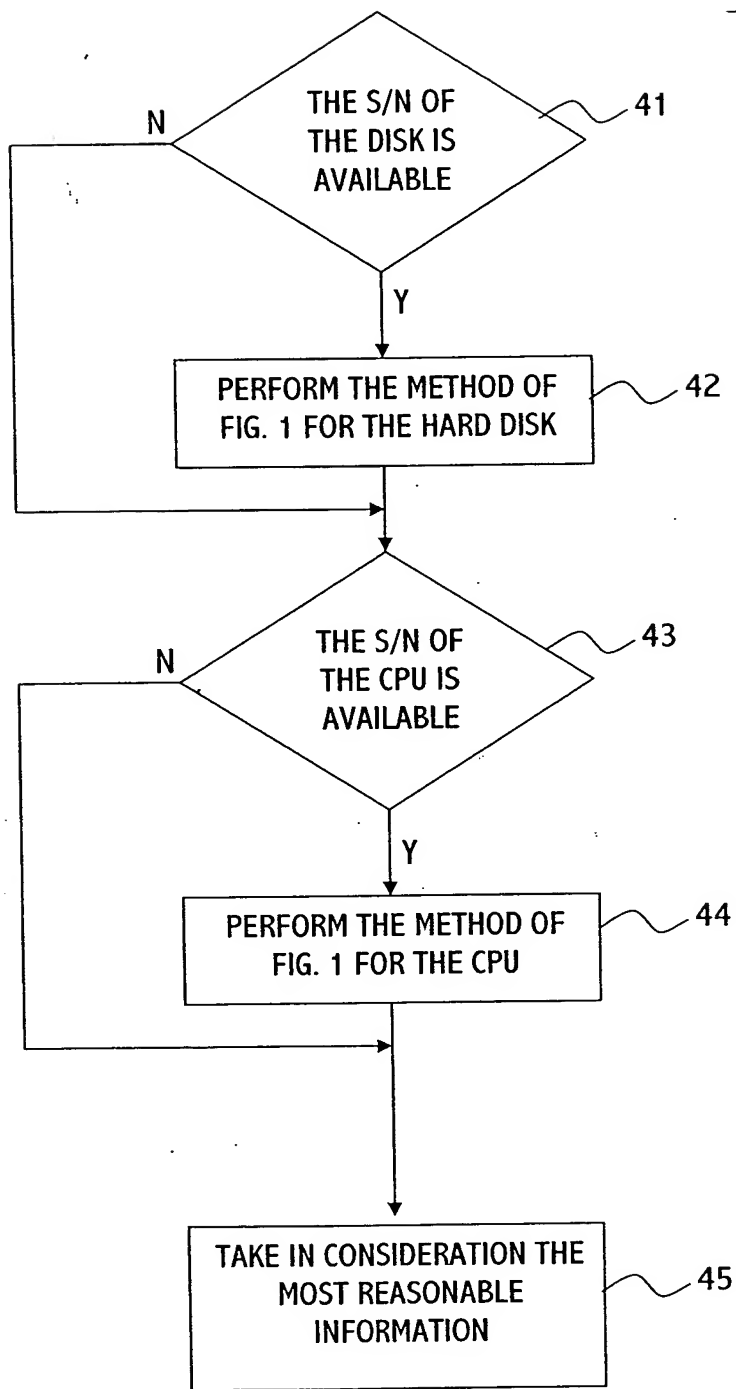 THE S/N OF
THE DISK IS
AVAILABLE
41
N
Y
PERFORM THE METHOD OF
FIG. 1 FOR THE HARD DISK
42
THE S/N OF
THE CPU IS
AVAILABLE
43
N
Y
PERFORM THE METHOD OF
FIG. 1 FOR THE CPU
44
TAKE IN CONSIDERATION THE
MOST REASONABLE
INFORMATION
45